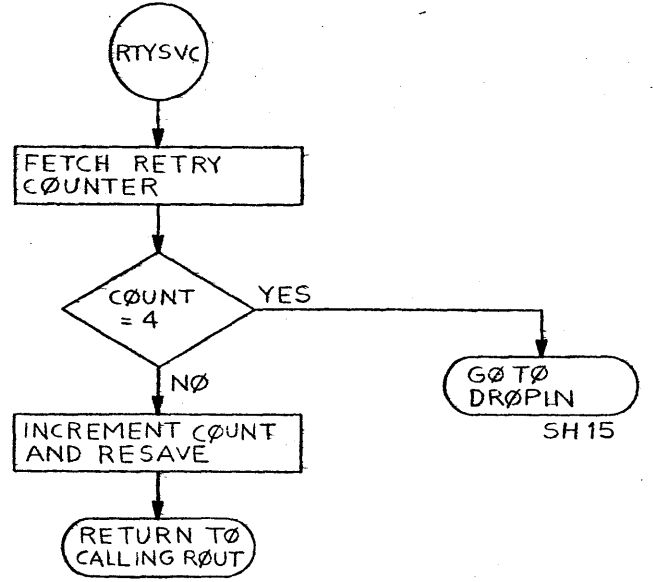 RTYSVC
FETCH RETRY
CØUNTER
CØUNT
= 4
YES
NØ
GØ TØ
DRØPIN
SH 15
INCREMENT CØUNT
AND RESAVE
RETURN TØ
CALLING RØUT